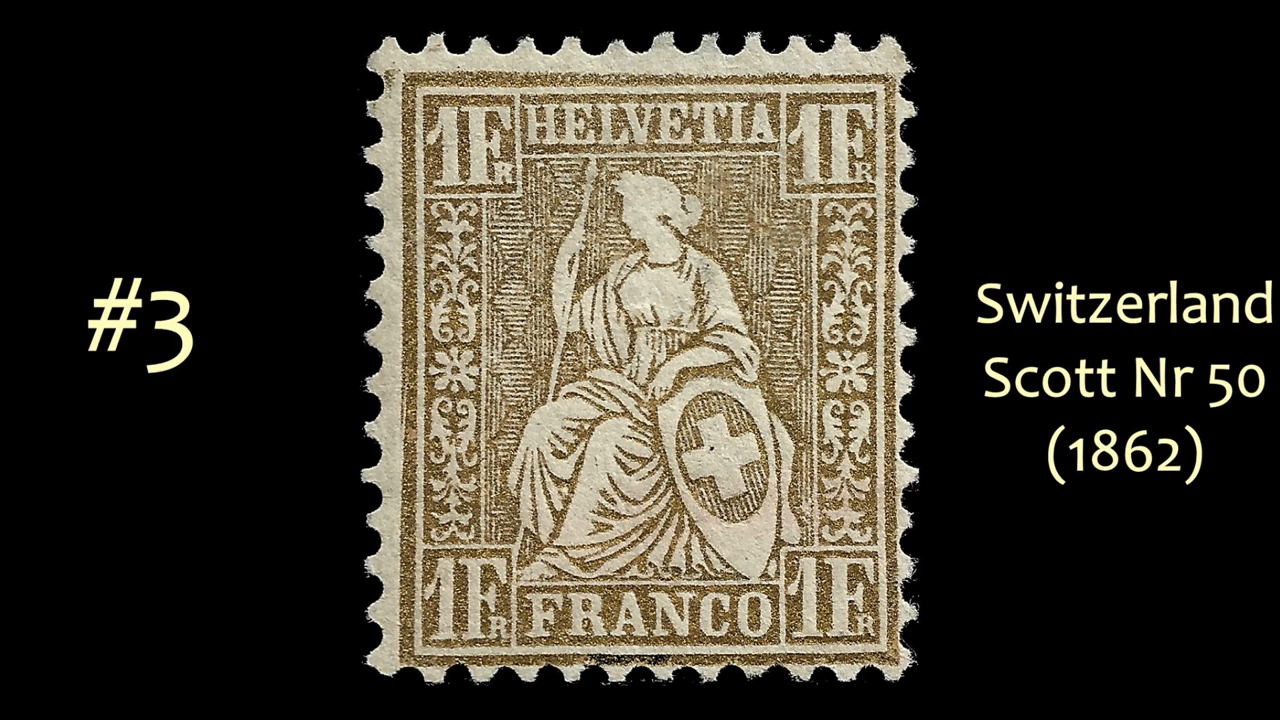 #3
1FR HELVETIA 1FR
1FR FRANCO 1FR
Switzerland
Scott Nr 50
(1862)